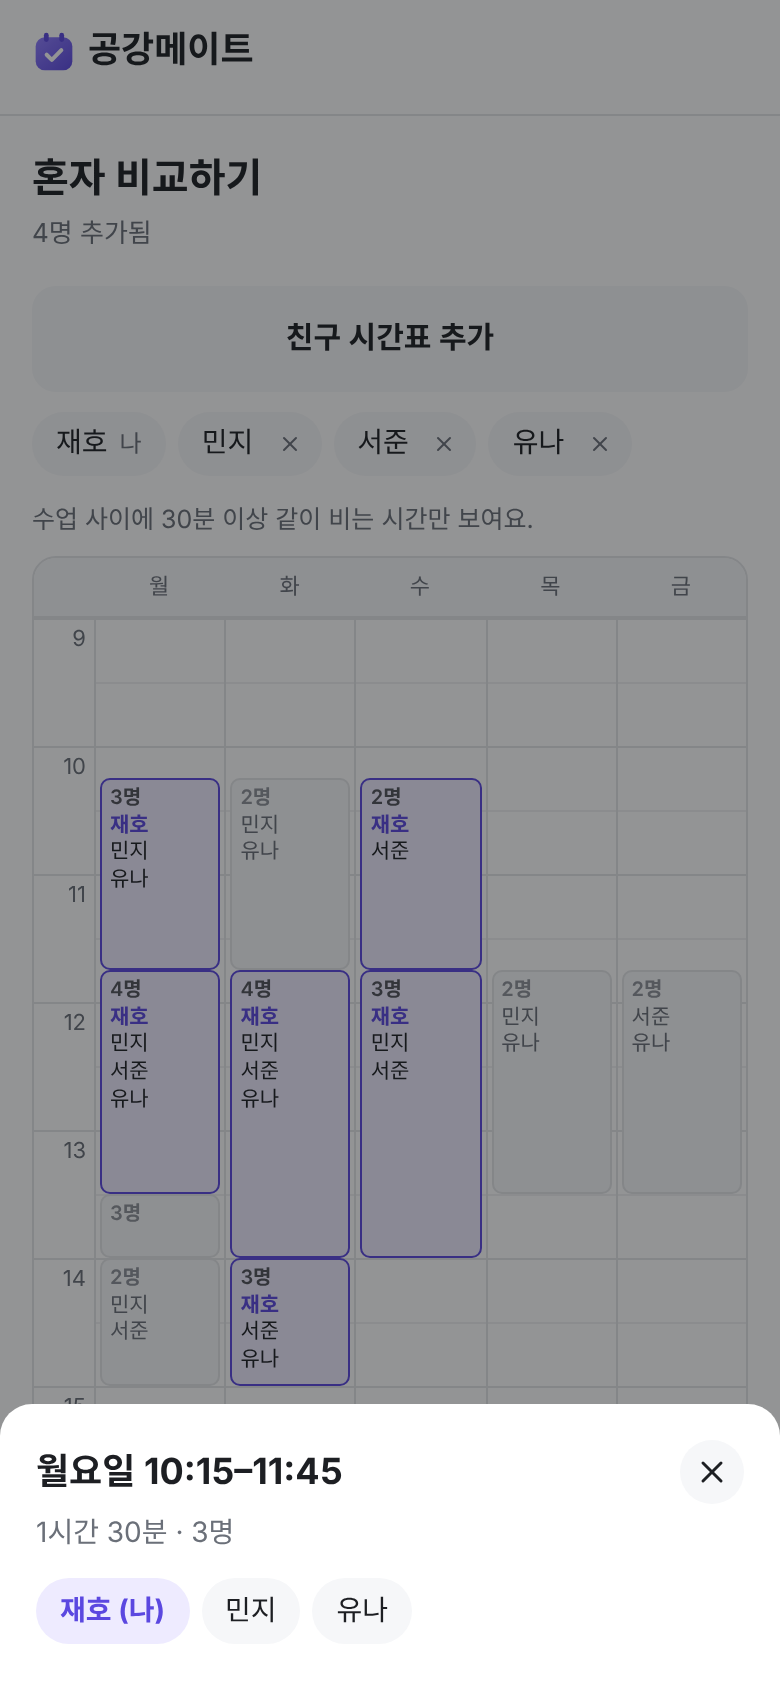 공강메이트
혼자 비교하기
4명 추가됨
친구 시간표 추가
재호 나 민지 × 서준 × 유나 ×
수업 사이에 30분 이상 같이 비는 시간만 보여요.
월 화 수 목 금
9
10
3명
재호
민지
유나
2명
민지
유나
2명
재호
서준
11
4명
재호
민지
서준
유나
4명
재호
민지
서준
유나
3명
재호
민지
서준
2명
민지
유나
2명
서준
유나
12
13
3명
14
2명
민지
서준
3명
재호
서준
유나
월요일 10:15–11:45
1시간 30분 · 3명
재호 (나) 민지 유나